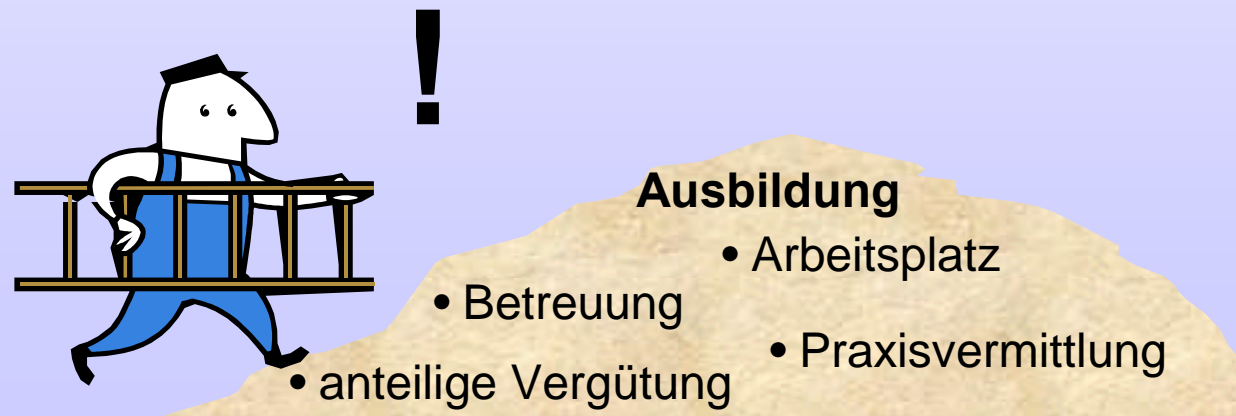 !
Ausbildung
• Arbeitsplatz
• Betreuung
• Praxisvermittlung
• anteilige Vergütung